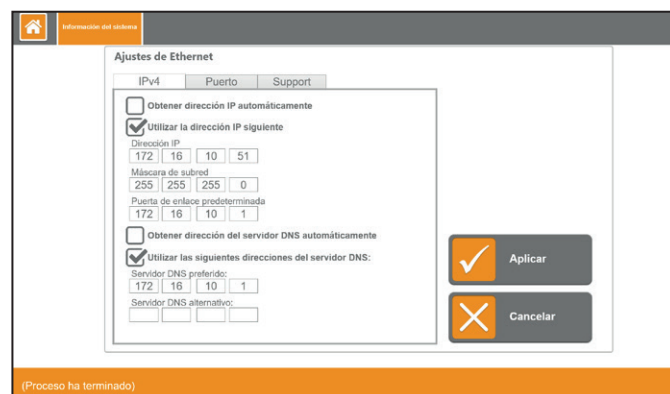 Información del sistema
Ajustes de Ethernet
IPv4 Puerto Support
Obtener dirección IP automáticamente
Utilizar la dirección IP siguiente
Dirección IP
172 16 10 51
Máscara de subred
255 255 255 0
Puerta de enlace predeterminada
172 16 10 1
Obtener dirección del servidor DNS automáticamente
Utilizar las siguientes direcciones del servidor DNS:
Servidor DNS preferido:
172 16 10 1
Servidor DNS alternativo:
Aplicar
Cancelar
(Proceso ha terminado)